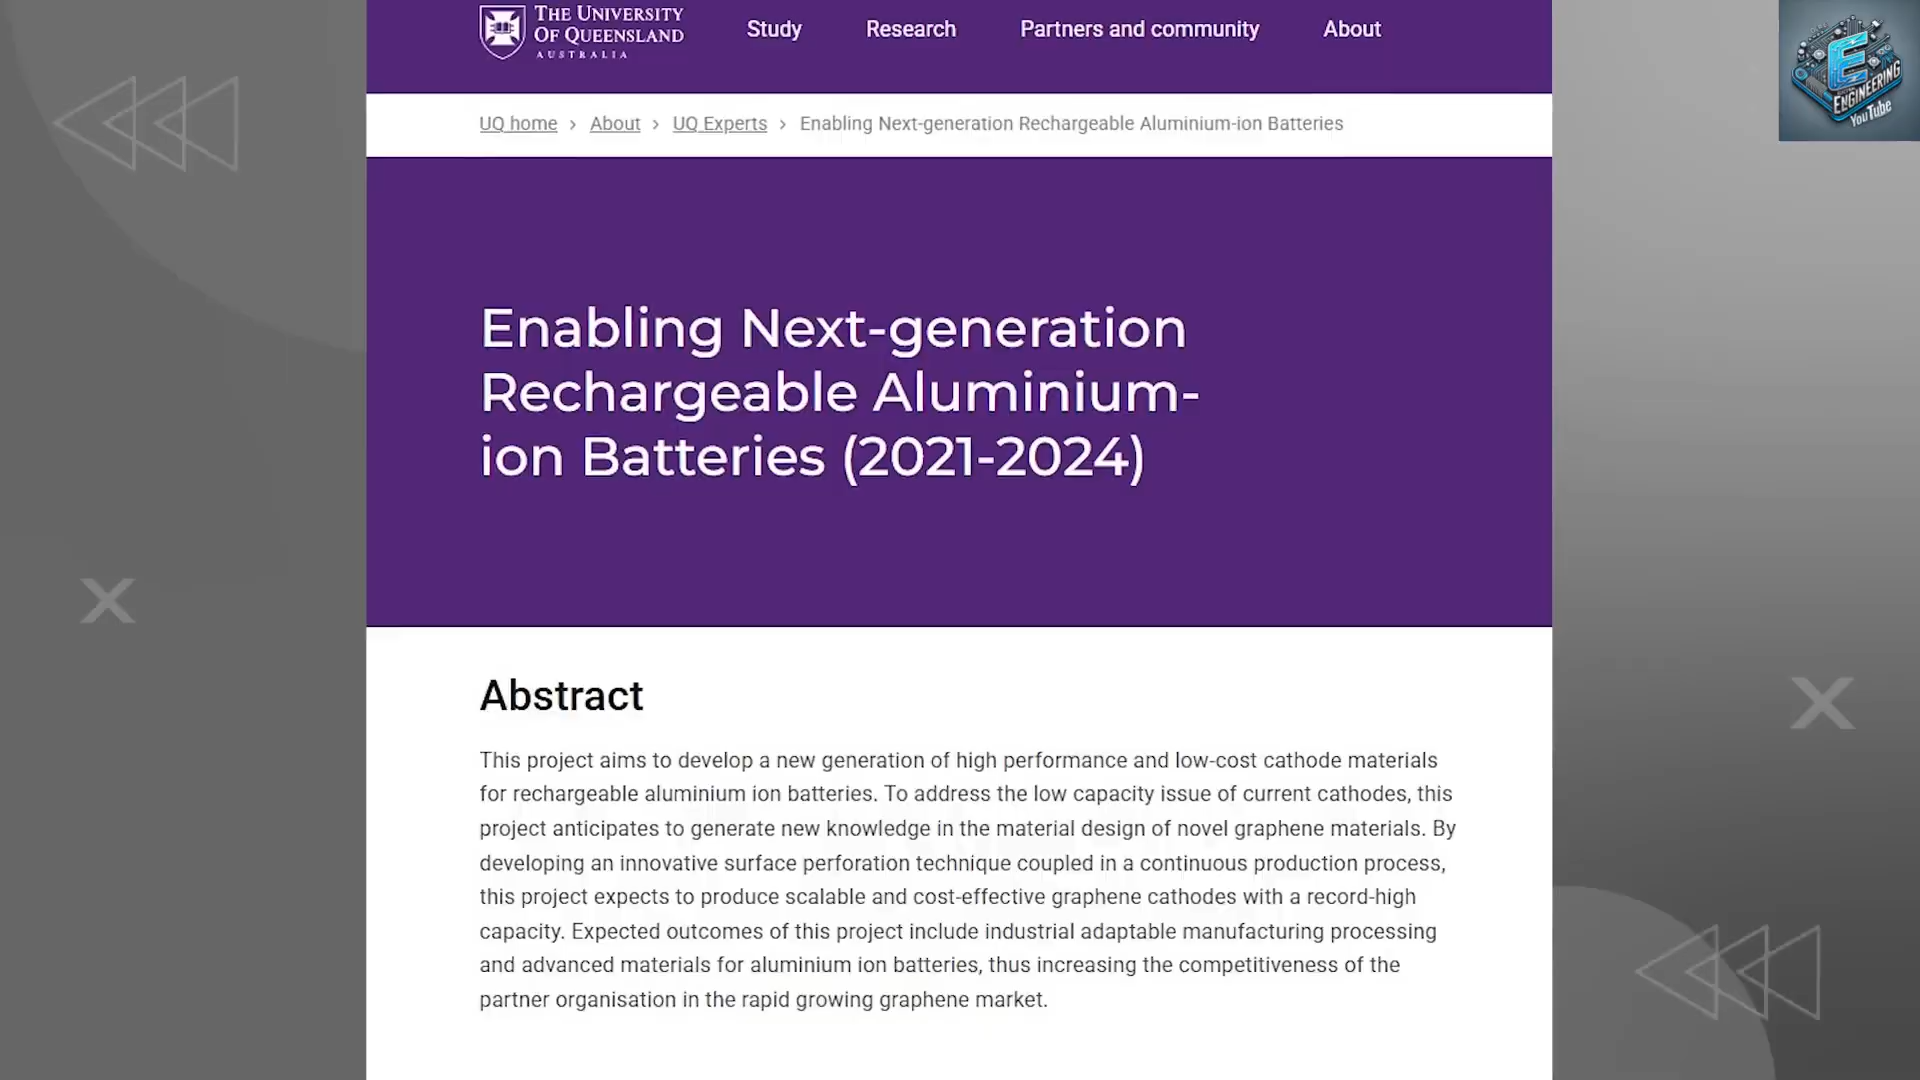 THE UNIVERSITY
OF QUEENSLAND
AUSTRALIA
Study
Research
Partners and community
About
UQ home > About > UQ Experts > Enabling Next-generation Rechargeable Aluminium-ion Batteries
Enabling Next-generation
Rechargeable Aluminium-
ion Batteries (2021-2024)
Abstract
This project aims to develop a new generation of high performance and low-cost cathode materials
for rechargeable aluminium ion batteries. To address the low capacity issue of current cathodes, this
project anticipates to generate new knowledge in the material design of novel graphene materials. By
developing an innovative surface perforation technique coupled in a continuous production process,
this project expects to produce scalable and cost-effective graphene cathodes with a record-high
capacity. Expected outcomes of this project include industrial adaptable manufacturing processing
and advanced materials for aluminium ion batteries, thus increasing the competitiveness of the
partner organisation in the rapid growing graphene market.
E
ENGINEERING
YouTube